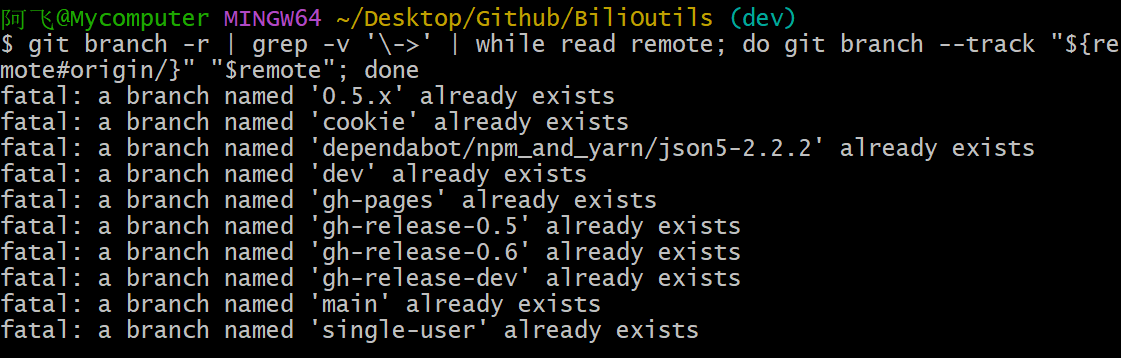 阿飞@Mycomputer MINGW64 ~/Desktop/Github/BiliOutils (dev)
$ git branch -r | grep -v '\->' | while read remote; do git branch --track "${re
mote#origin/}" "$remote"; done
fatal: a branch named '0.5.x' already exists
fatal: a branch named 'cookie' already exists
fatal: a branch named 'dependabot/npm_and_yarn/json5-2.2.2' already exists
fatal: a branch named 'dev' already exists
fatal: a branch named 'gh-pages' already exists
fatal: a branch named 'gh-release-0.5' already exists
fatal: a branch named 'gh-release-0.6' already exists
fatal: a branch named 'gh-release-dev' already exists
fatal: a branch named 'main' already exists
fatal: a branch named 'single-user' already exists